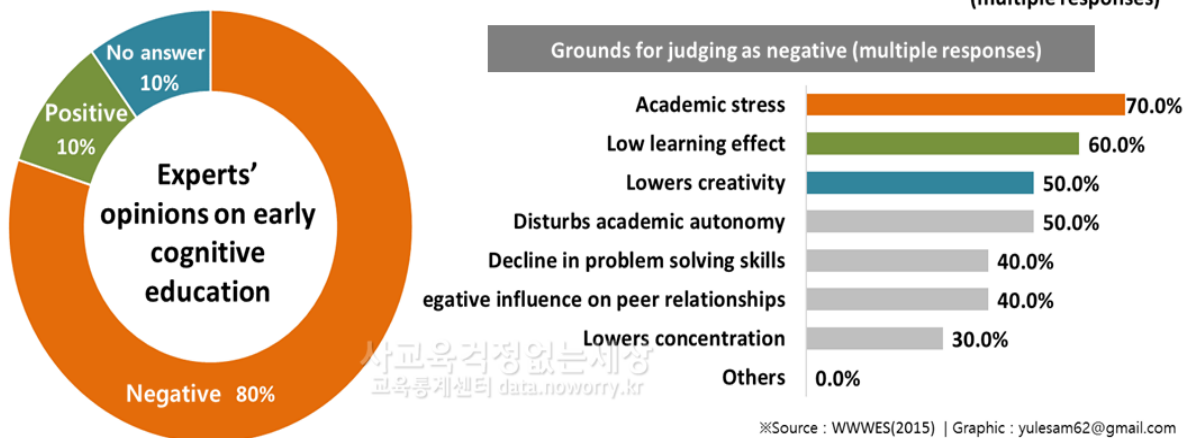 (multiple responses)
No answer
10%
Positive
10%
Experts’
opinions on early
cognitive
education
Negative 80%
Grounds for judging as negative (multiple responses)
Academic stress 70.0%
Low learning effect 60.0%
Lowers creativity 50.0%
Disturbs academic autonomy 50.0%
Decline in problem solving skills 40.0%
egative influence on peer relationships 40.0%
Lowers concentration 30.0%
Others 0.0%
사교육걱정없는세상
교육통계센터 data.noworry.kr
※Source : WWWES(2015) | Graphic : yulesam62@gmail.com